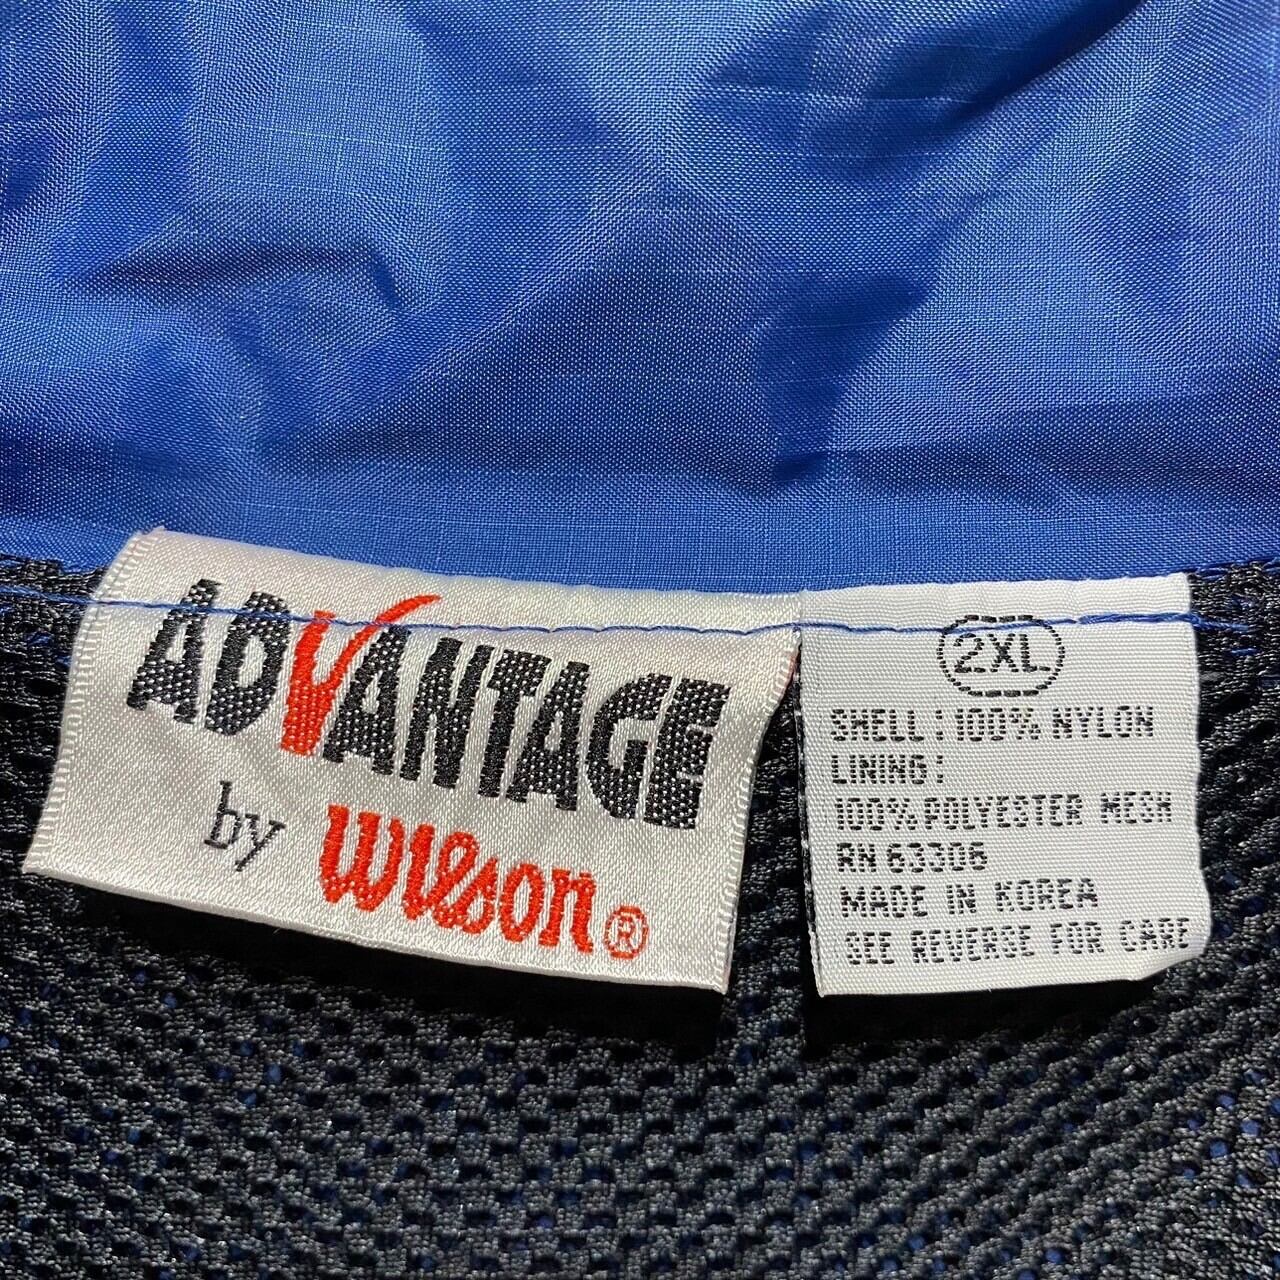 ADVANTAGE
by Wilson®
2XL
SHELL : 100% NYLON
LINING :
100% POLYESTER MESH
RN 63306
MADE IN KOREA
SEE REVERSE FOR CARE